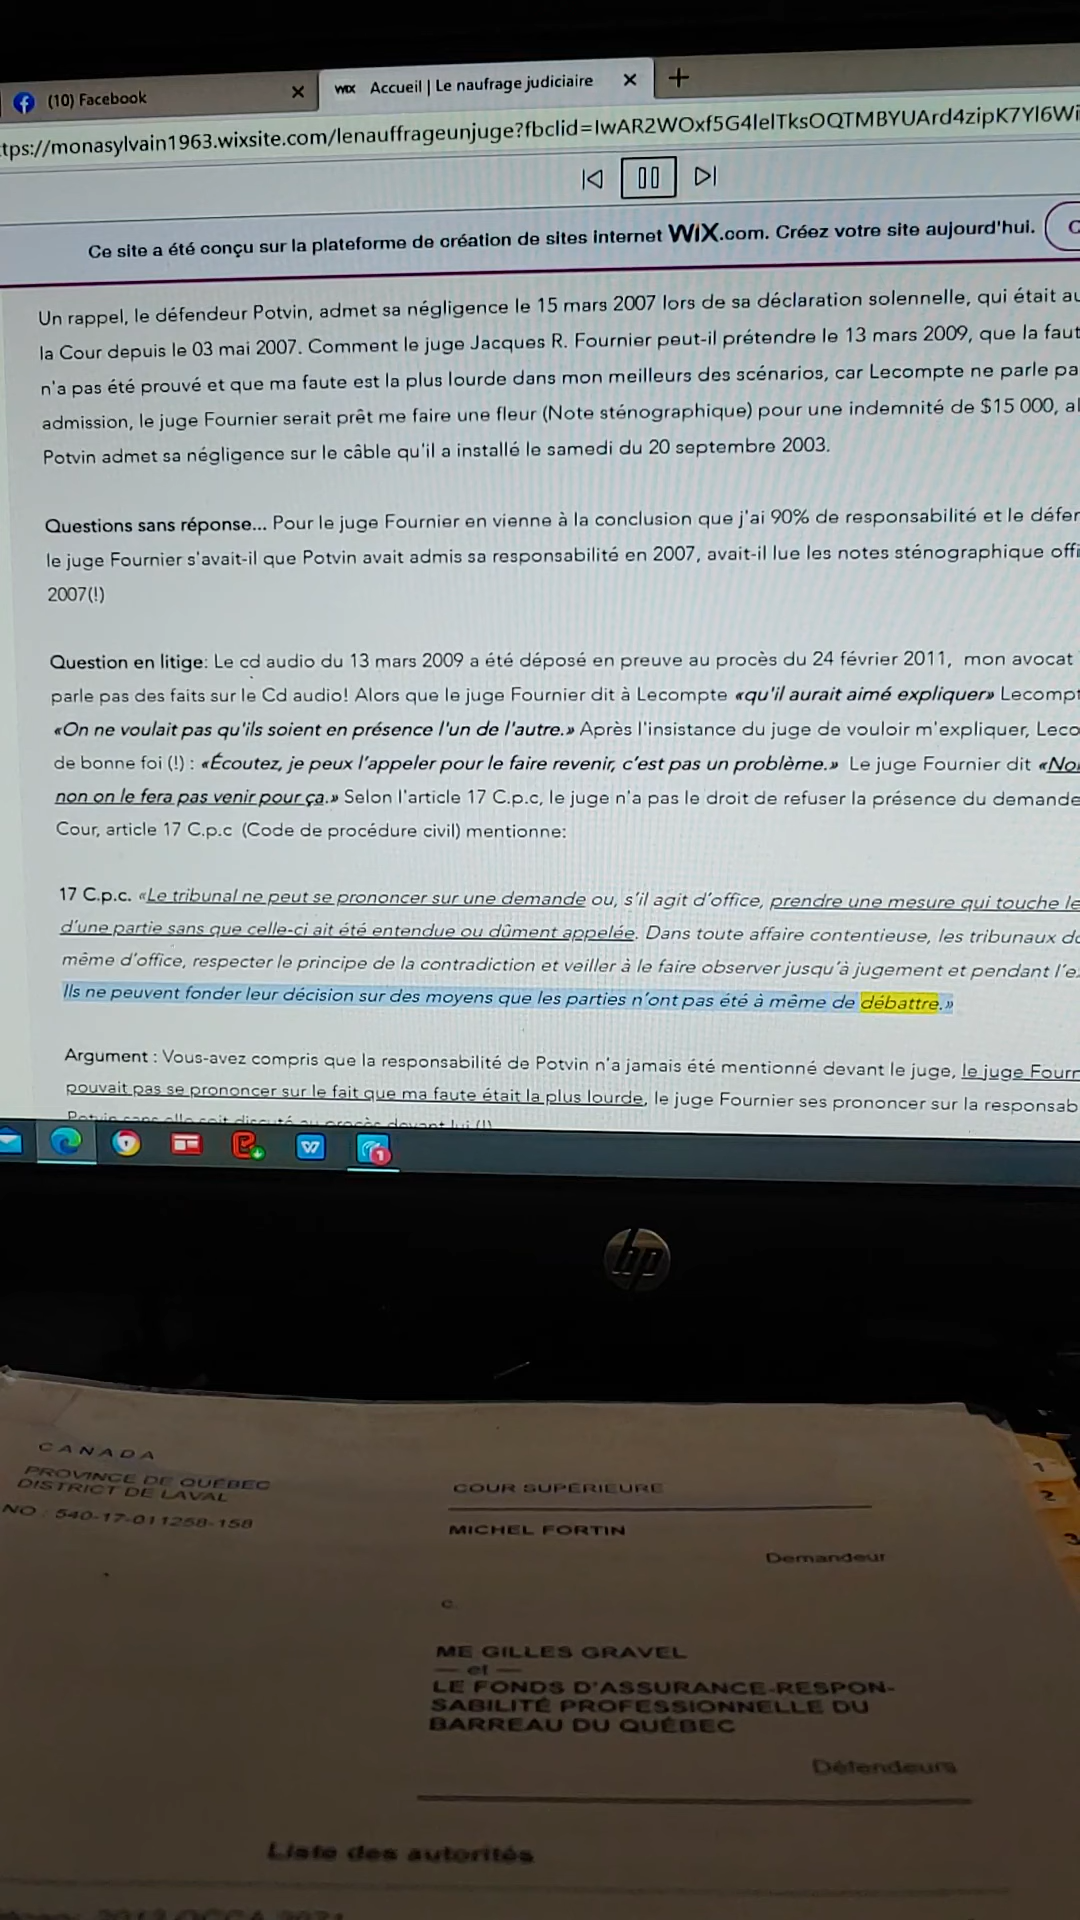 (10) Facebook
WIX Accueil | Le naufrage judiciaire
tps://monasylvain1963.wixsite.com/lenauffrageunjuge?fbclid=
Ce site a été conçu sur la plateforme de création de sites internet WIX.com. Créez votre site aujourd'hui.
Un rappel, le défendeur Potvin, admet sa négligence le 15 mars 2007 lors de sa déclaration solennelle, qui était au
la Cour depuis le 03 mai 2007. Comment le juge Jacques R. Fournier peut-il prétendre le 13 mars 2009, que la faut
n'a pas été prouvé et que ma faute est la plus lourde dans mon meilleurs des scénarios, car Lecompte ne parle pa
admission, le juge Fournier serait prêt me faire une fleur (Note sténographique) pour une indemnité de $15 000, al
Potvin admet sa négligence sur le câble qu'il a installé le samedi du 20 septembre 2003.
Questions sans réponse... Pour le juge Fournier en vienne à la conclusion que j'ai 90% de responsabilité et le défen
le juge Fournier s'avait-il que Potvin avait admis sa responsabilité en 2007, avait-il lue les notes sténographique offi
2007(!)
Question en litige: Le cd audio du 13 mars 2009 a été déposé en preuve au procès du 24 février 2011, mon avocat
parle pas des faits sur le Cd audio! Alors que le juge Fournier dit à Lecompte «qu'il aurait aimé expliquer» Lecompt
«On ne voulait pas qu'ils soient en présence l'un de l'autre.» Après l'insistance du juge de vouloir m'expliquer, Leco
de bonne foi (!) : «Écoutez, je peux l'appeler pour le faire revenir, c'est pas un problème.» Le juge Fournier dit «No
non on le fera pas venir pour ça.» Selon l'article 17 C.p.c, le juge n'a pas le droit de refuser la présence du demande
Cour, article 17 C.p.c (Code de procédure civil) mentionne:
17 C.p.c. «Le tribunal ne peut se prononcer sur une demande ou, s'il agit d'office, prendre une mesure qui touche le
d'une partie sans que celle-ci ait été entendue ou dûment appelée. Dans toute affaire contentieuse, les tribunaux do
même d'office, respecter le principe de la contradiction et veiller à le faire observer jusqu'à jugement et pendant l'e
Ils ne peuvent fonder leur décision sur des moyens que les parties n'ont pas été à même de débattre.»
Argument : Vous-avez compris que la responsabilité de Potvin n'a jamais été mentionné devant le juge, le juge Fourn
pouvait pas se prononcer sur le fait que ma faute était la plus lourde, le juge Fournier ses prononcer sur la responsab
hp
CANADA
PROVINCE DE QUÉBEC
DISTRICT DE LAVAL
NO : 540-17-011258-158
COUR SUPÉRIEURE
MICHEL FORTIN
Demandeur
c.
ME GILLES GRAVEL
— et —
LE FONDS D'ASSURANCE-RESPON-
SABILITÉ PROFESSIONNELLE DU
BARREAU DU QUÉBEC
Défendeurs
Liste des autorités
1
2
3